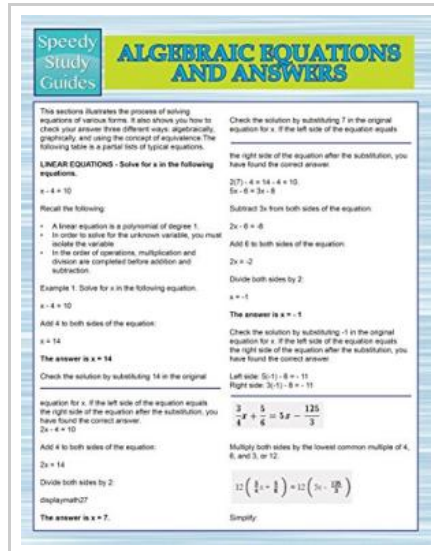 Speedy
Study
Guides
ALGEBRAIC EQUATIONS
AND ANSWERS
This sections illustrates the process of solving
equations of various forms. It also shows you how to
check your answer three different ways: algebraically,
graphically, and using the concept of equivalence.The
following table is a partial lists of typical equations.
LINEAR EQUATIONS - Solve for x in the following
equations.
x - 4 = 10
Recall the following:
• A linear equation is a polynomial of degree 1.
• In order to solve for the unknown variable, you must
isolate the variable
• In the order of operations, multiplication and
division are completed before addition and
subtraction.
Example 1: Solve for x in the following equation.
x - 4 = 10
Add 4 to both sides of the equation:
x = 14
The answer is x = 14
Check the solution by substituting 14 in the original
equation for x. If the left side of the equation equals
the right side of the equation after the substitution, you
have found the correct answer.
2x - 4 = 10
Add 4 to both sides of the equation:
2x = 14
Divide both sides by 2:
displaymath27
The answer is x = 7.
Check the solution by substituting 7 in the original
equation for x. If the left side of the equation equals
the right side of the equation after the substitution, you
have found the correct answer.
2(7) - 4 = 14 - 4 = 10.
5x - 6 = 3x - 8
Subtract 3x from both sides of the equation:
2x - 6 = -8
Add 6 to both sides of the equation:
2x = -2
Divide both sides by 2:
x = -1
The answer is x = - 1
Check the solution by substituting -1 in the original
equation for x. If the left side of the equation equals
the right side of the equation after the substitution, you
have found the correct answer.
Left side: 5(-1) - 6 = - 11
Right side: 3(-1) - 8 = - 11
3/4 x + 5/6 = 5x - 125/3
Multiply both sides by the lowest common multiple of 4,
6, and 3, or 12.
12 ( 3/4 x + 5/6 ) = 12 ( 5x - 125/3 )
Simplify: